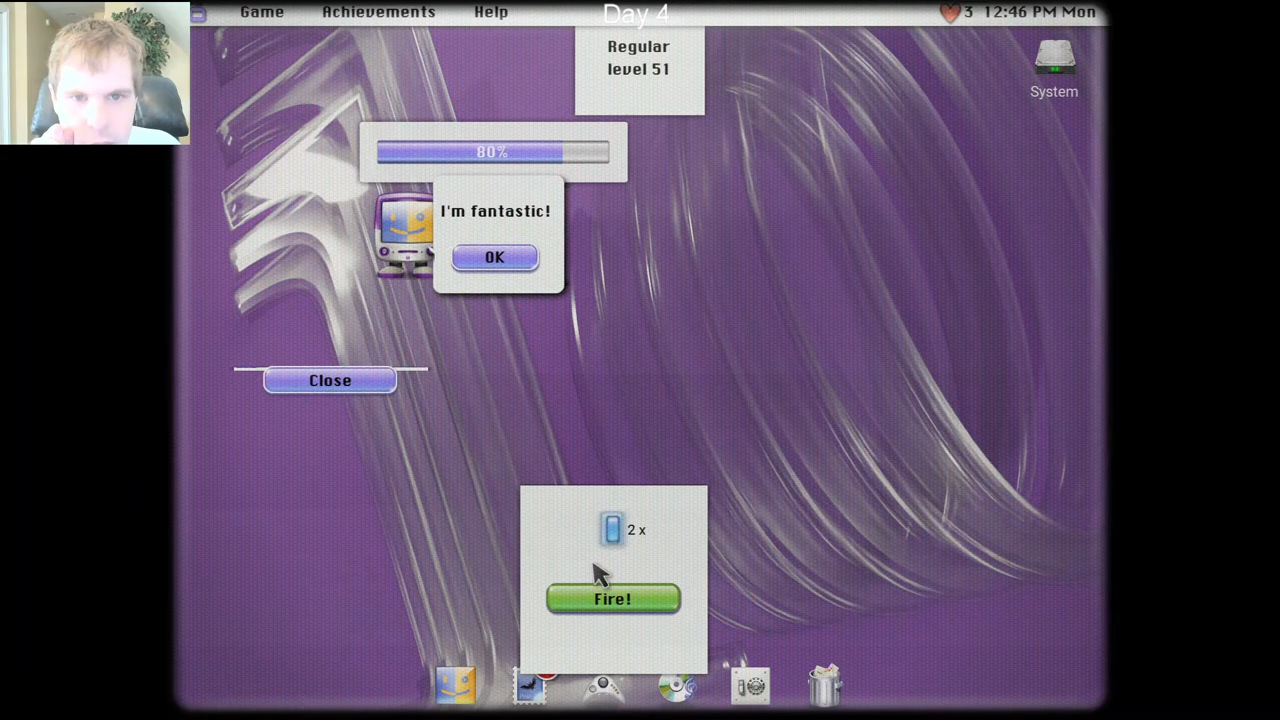 Game Achievements Help Day 4 3 12:46 PM Mon
Regular
level 51
System
80%
I'm fantastic!
OK
Close
2 x
Fire!